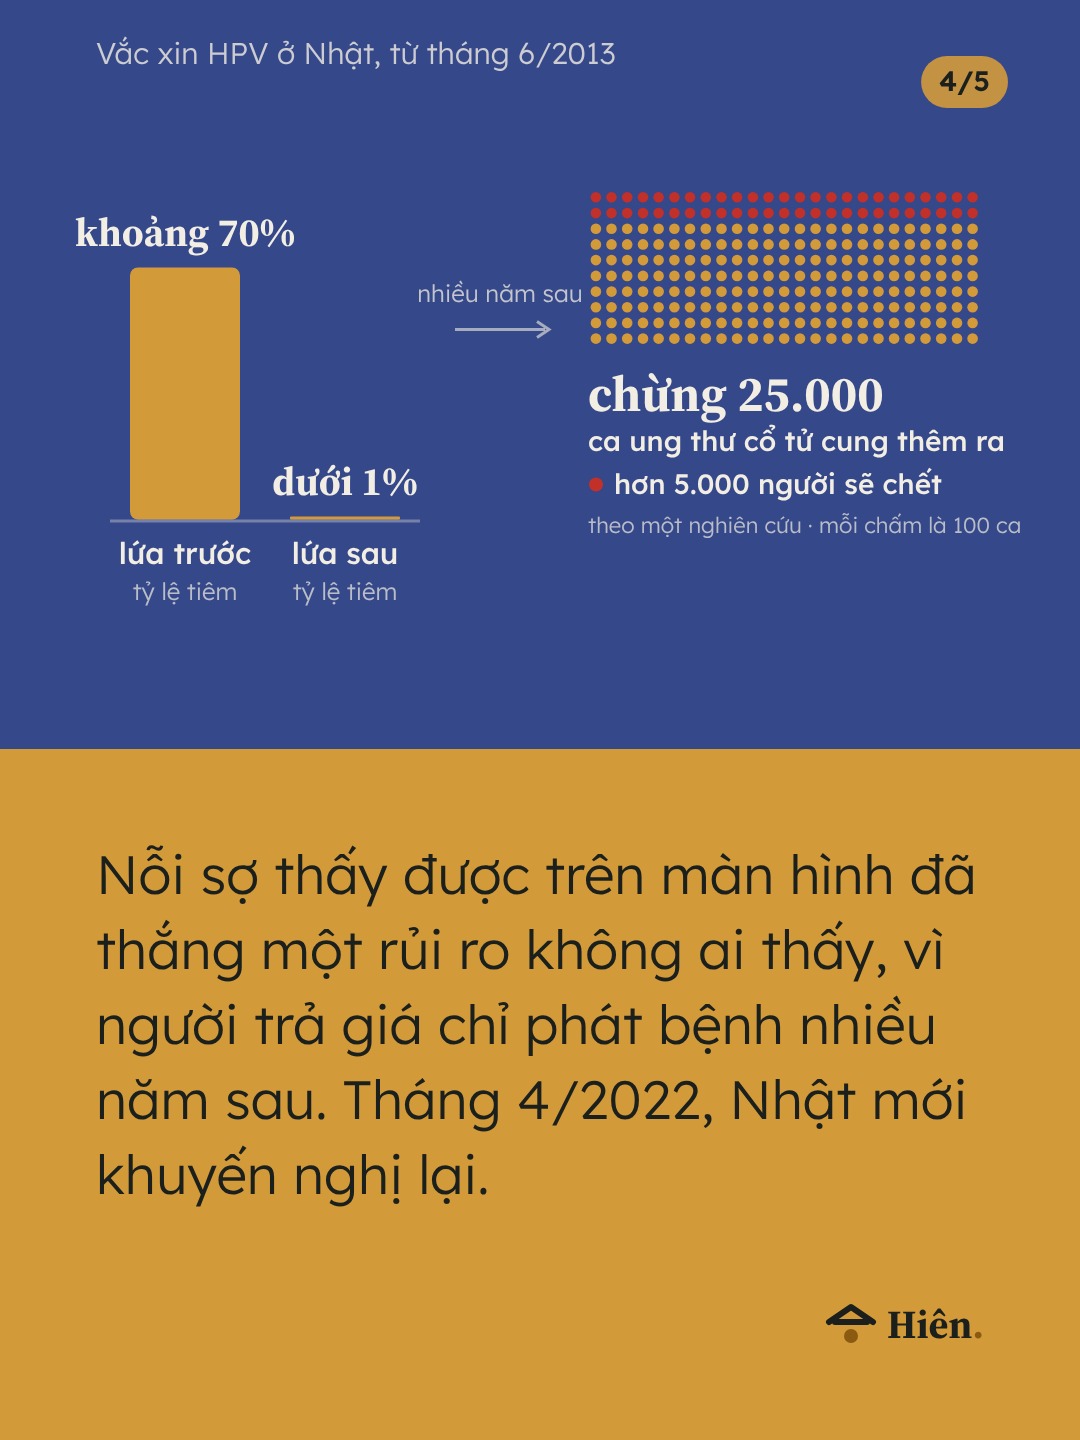 Vắc xin HPV ở Nhật, từ tháng 6/2013
4/5
khoảng 70%
dưới 1%
lứa trước
lứa sau
tỷ lệ tiêm
tỷ lệ tiêm
nhiều năm sau
chừng 25.000
ca ung thư cổ tử cung thêm ra
hơn 5.000 người sẽ chết
theo một nghiên cứu · mỗi chấm là 100 ca
Nỗi sợ thấy được trên màn hình đã
thắng một rủi ro không ai thấy, vì
người trả giá chỉ phát bệnh nhiều
năm sau. Tháng 4/2022, Nhật mới
khuyến nghị lại.
Hiên.